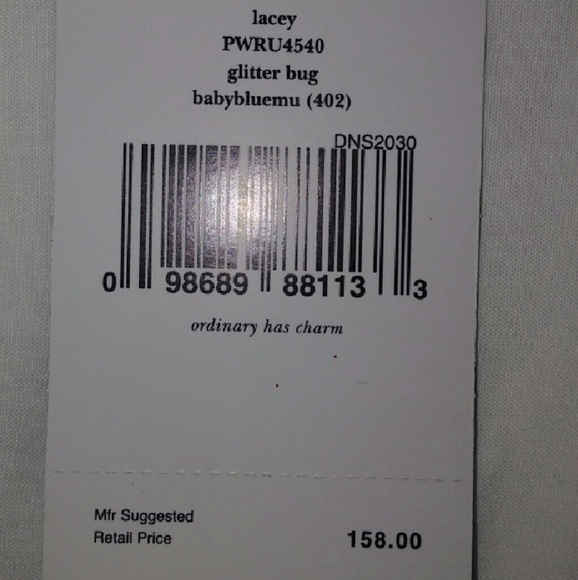 lacey
PWRU4540
glitter bug
babybluemu (402)
DNS2030
0 98689 88113 3
ordinary has charm
Mfr Suggested
Retail Price 158.00